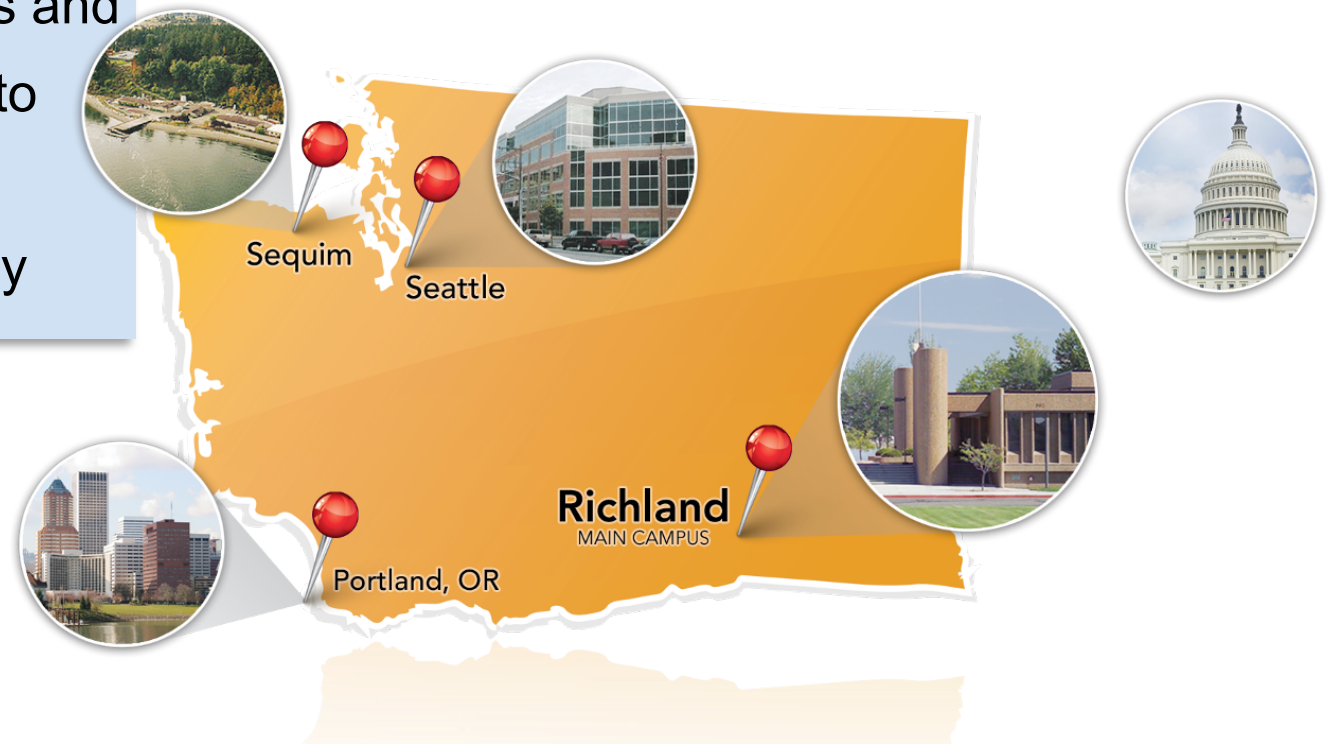 s and
to
y
Sequim
Seattle
Richland
MAIN CAMPUS
Portland, OR